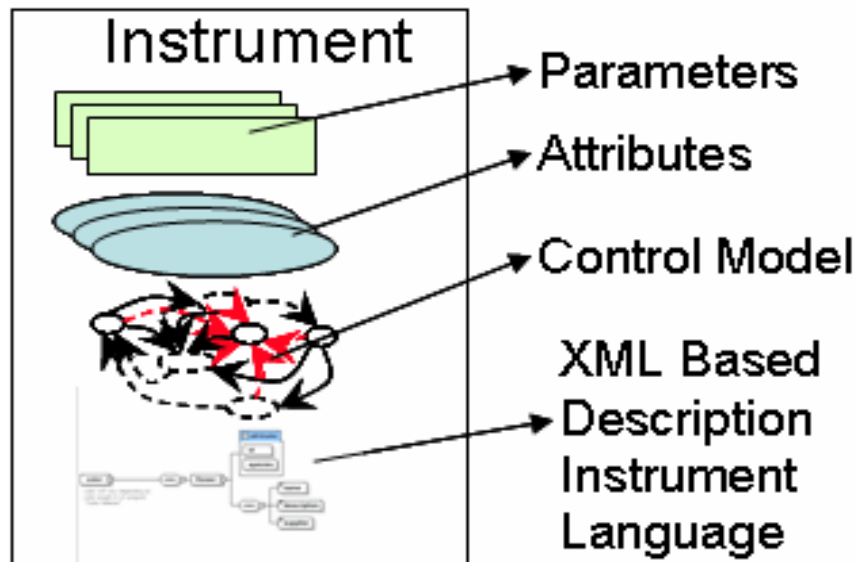 Instrument
Parameters
Attributes
Control Model
XML Based
Description
Instrument
Language